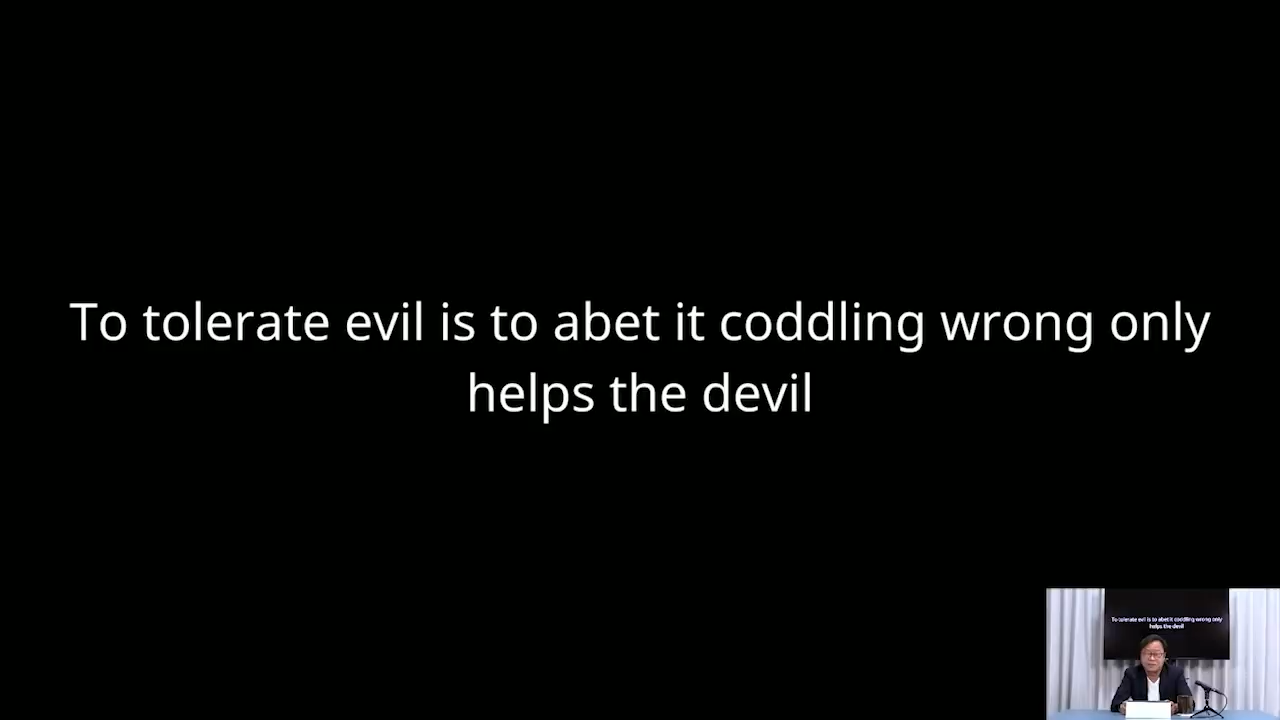 To tolerate evil is to abet it coddling wrong only
helps the devil
To tolerate evil is to abet it coddling wrong only
helps the devil